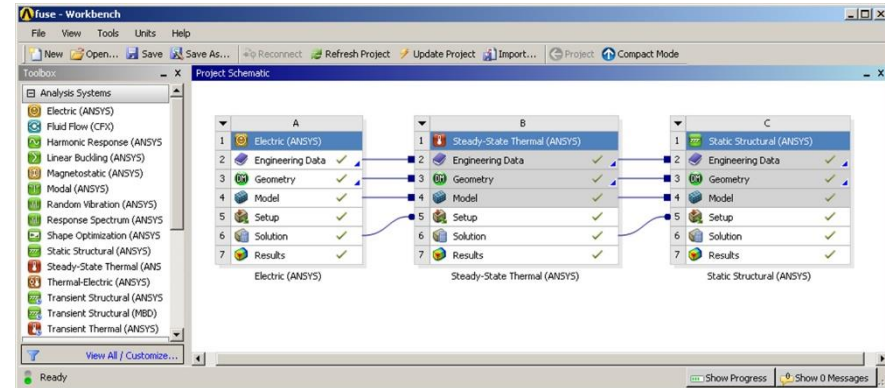 fuse - Workbench
File View Tools Units Help
New Open... Save Save As... Reconnect Refresh Project Update Project Import... Project Compact Mode
Toolbox
Project Schematic
Analysis Systems
Electric (ANSYS)
Fluid Flow (CFX)
Harmonic Response (ANSYS
Linear Buckling (ANSYS)
Magnetostatic (ANSYS)
Modal (ANSYS)
Random Vibration (ANSYS)
Response Spectrum (ANSYS
Shape Optimization (ANSYS
Static Structural (ANSYS)
Steady-State Thermal (ANS
Thermal-Electric (ANSYS)
Transient Structural (ANSYS
Transient Structural (MBD)
Transient Thermal (ANSYS)
View All / Customize...
A
1 Electric (ANSYS)
2 Engineering Data
3 Geometry
4 Model
5 Setup
6 Solution
7 Results
Electric (ANSYS)
B
1 Steady-State Thermal (ANSYS)
2 Engineering Data
3 Geometry
4 Model
5 Setup
6 Solution
7 Results
Steady-State Thermal (ANSYS)
C
1 Static Structural (ANSYS)
2 Engineering Data
3 Geometry
4 Model
5 Setup
6 Solution
7 Results
Static Structural (ANSYS)
Ready
Show Progress Show 0 Messages